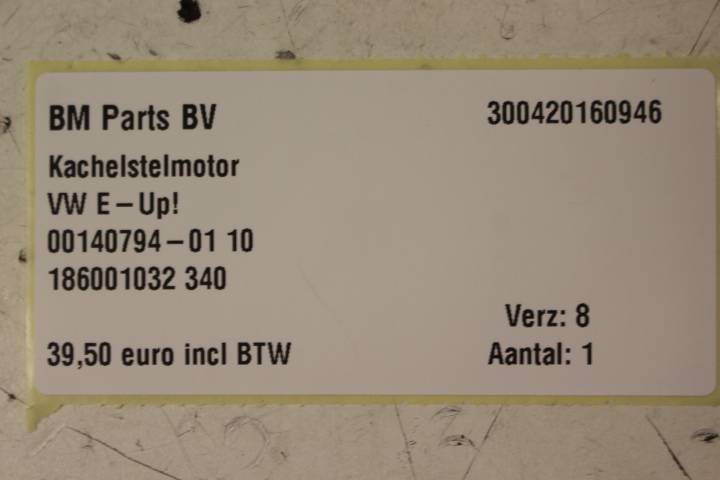 BM Parts BV 300420160946
Kachelstelmotor
VW E-Up!
00140794-01 10
186001032 340
Verz: 8
39,50 euro incl BTW Aantal: 1